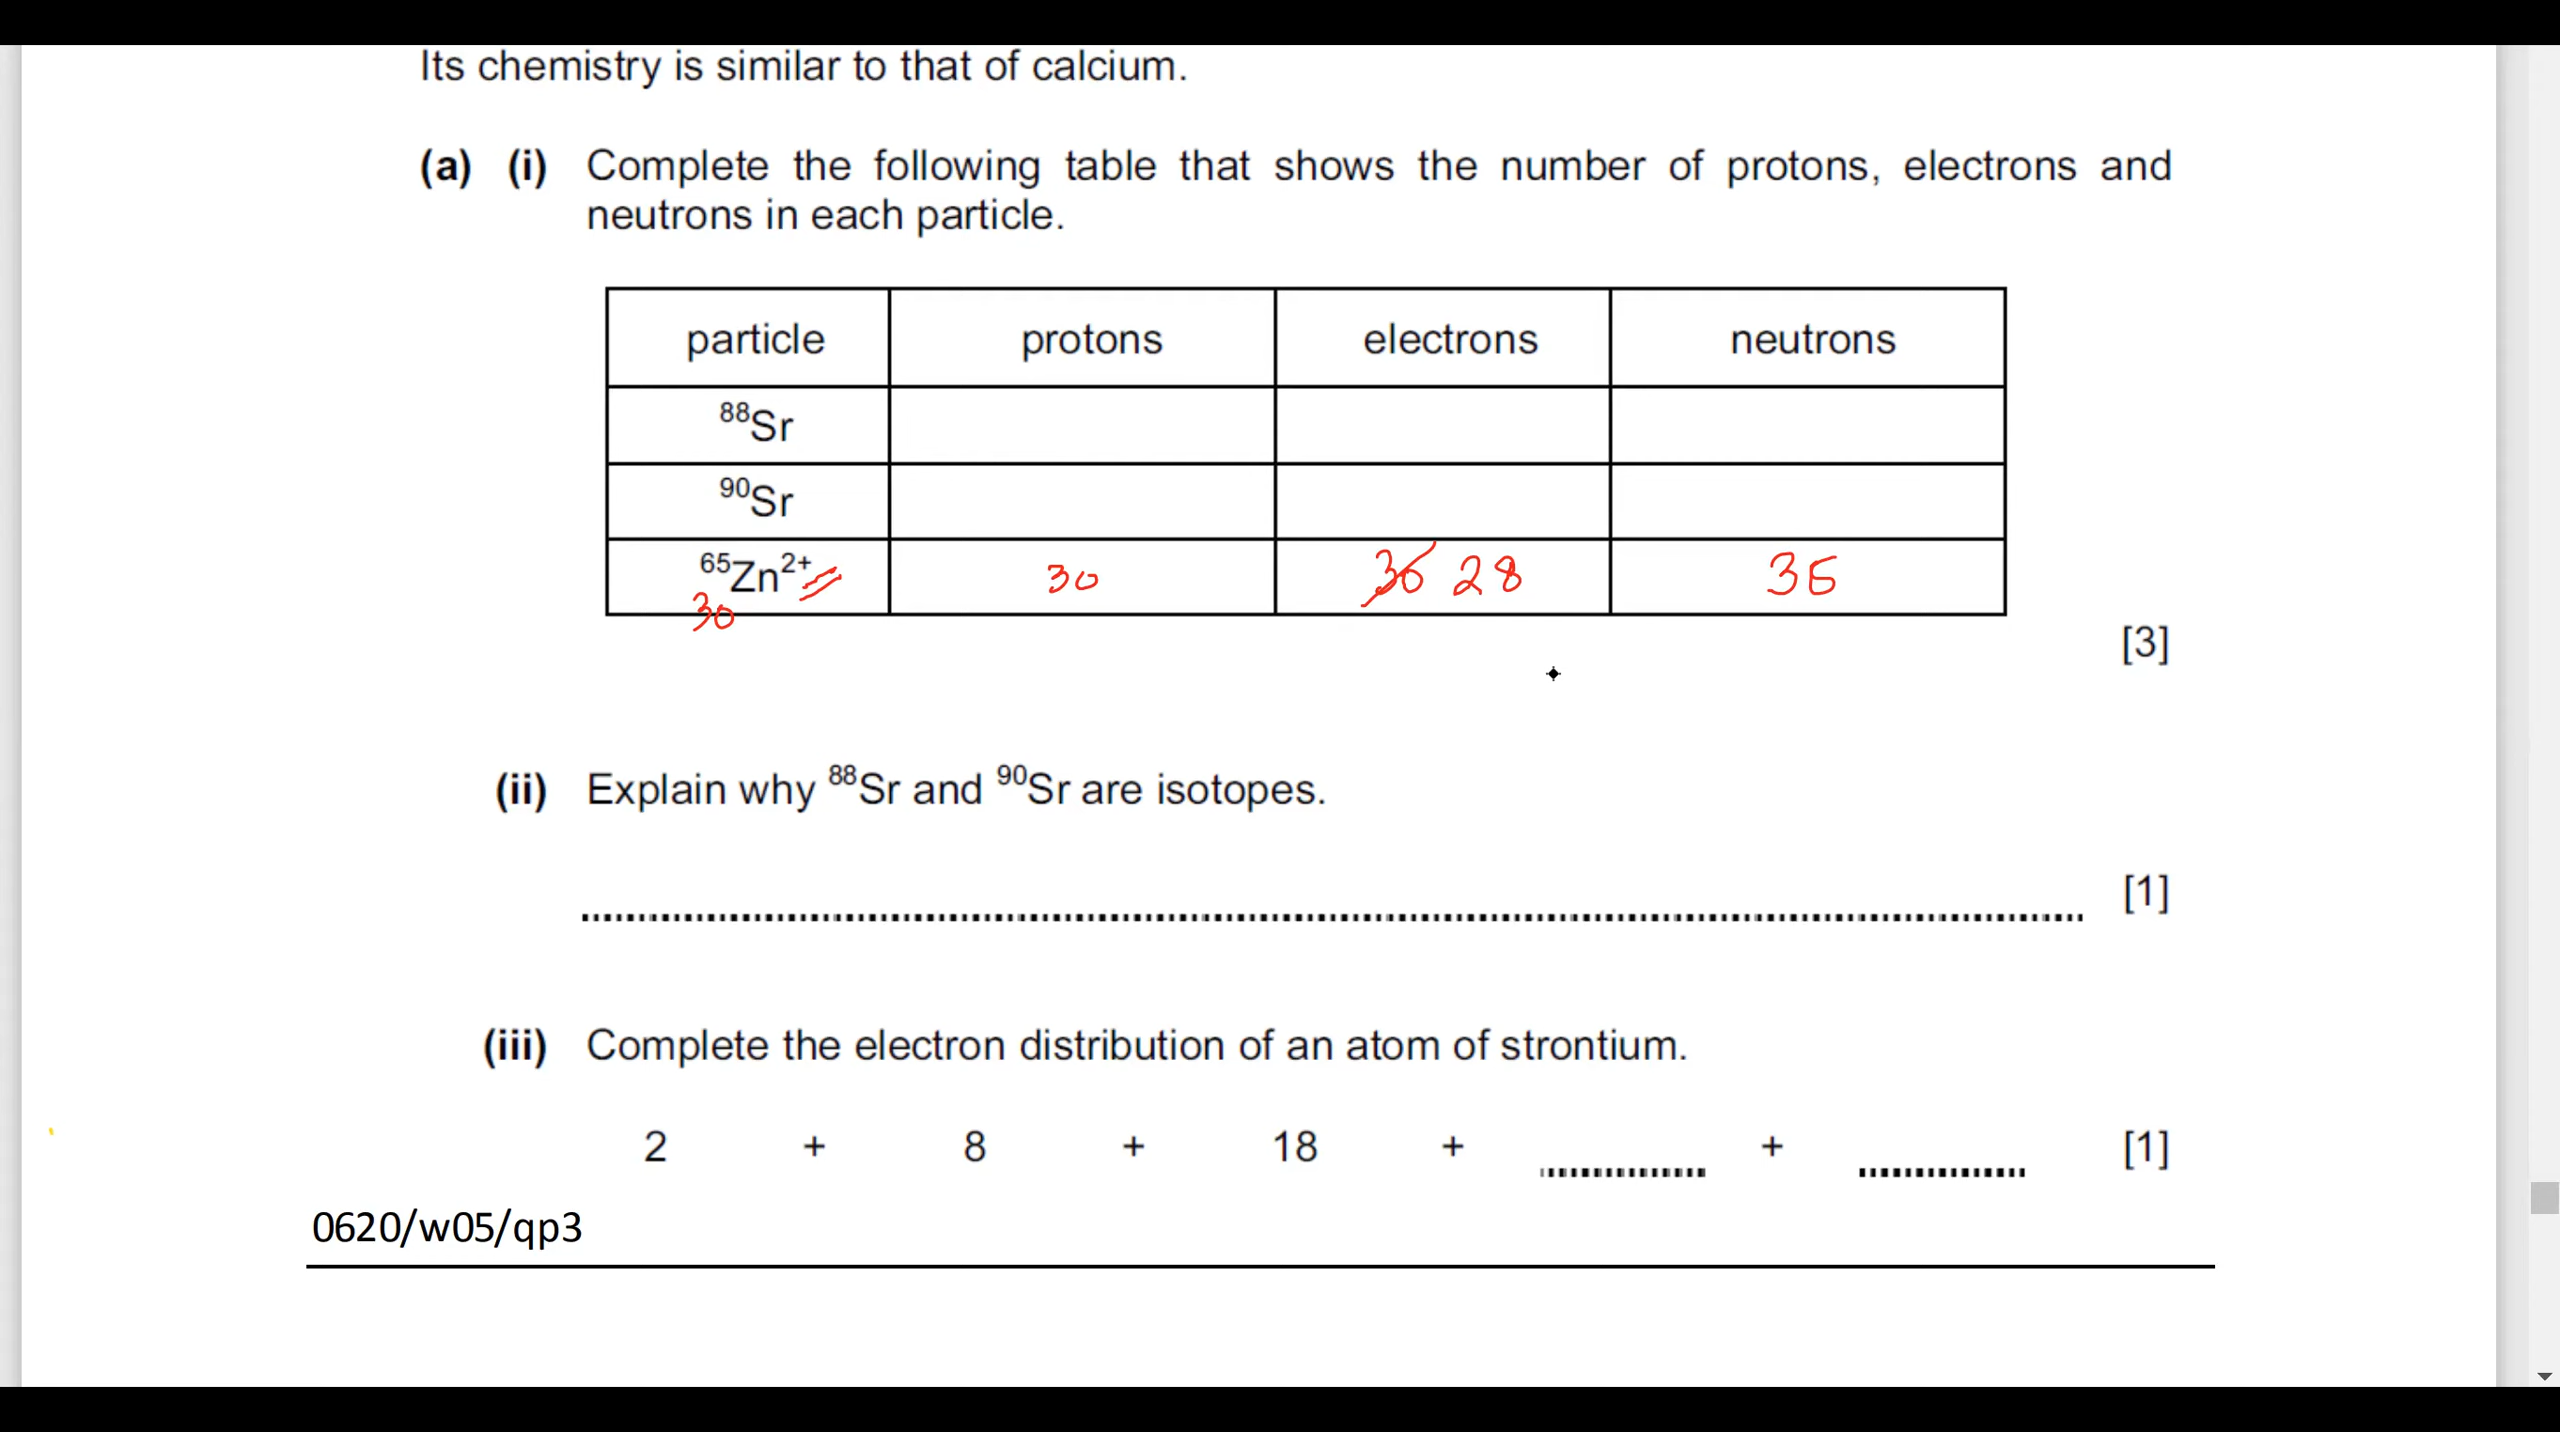 Its chemistry is similar to that of calcium.
(a) (i) Complete the following table that shows the number of protons, electrons and
neutrons in each particle.
particle protons electrons neutrons
⁸⁸Sr
⁹⁰Sr
⁶⁵Zn²⁺ 30 30 28 35
30
[3]
(ii) Explain why ⁸⁸Sr and ⁹⁰Sr are isotopes.
[1]
(iii) Complete the electron distribution of an atom of strontium.
2 + 8 + 18 + + [1]
0620/w05/qp3